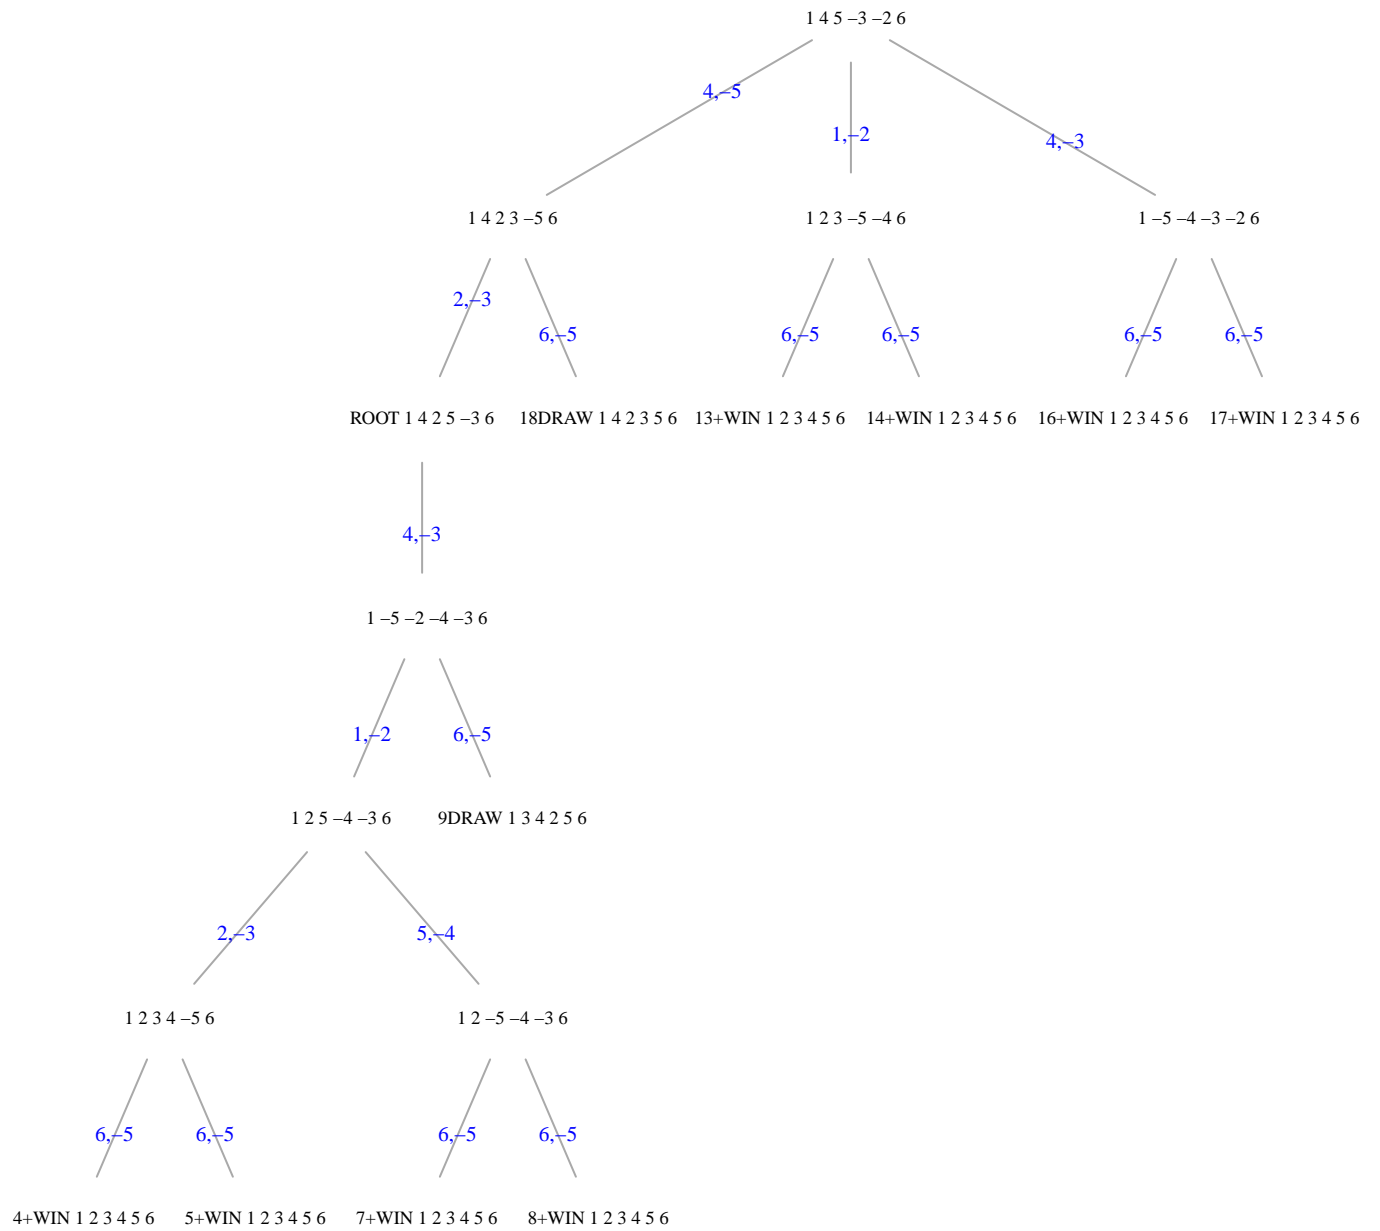 1 4 5 –3 –2 6
4,–5
1,–2
4,–3
1 4 2 3 –5 6
1 2 3 –5 –4 6
1 –5 –4 –3 –2 6
2,–3
6,–5
6,–5
6,–5
6,–5
6,–5
ROOT 1 4 2 5 –3 6
18DRAW 1 4 2 3 5 6
13+WIN 1 2 3 4 5 6
14+WIN 1 2 3 4 5 6
16+WIN 1 2 3 4 5 6
17+WIN 1 2 3 4 5 6
4,–3
1 –5 –2 –4 –3 6
1,–2
6,–5
1 2 5 –4 –3 6
9DRAW 1 3 4 2 5 6
2,–3
5,–4
1 2 3 4 –5 6
1 2 –5 –4 –3 6
6,–5
6,–5
6,–5
6,–5
4+WIN 1 2 3 4 5 6
5+WIN 1 2 3 4 5 6
7+WIN 1 2 3 4 5 6
8+WIN 1 2 3 4 5 6